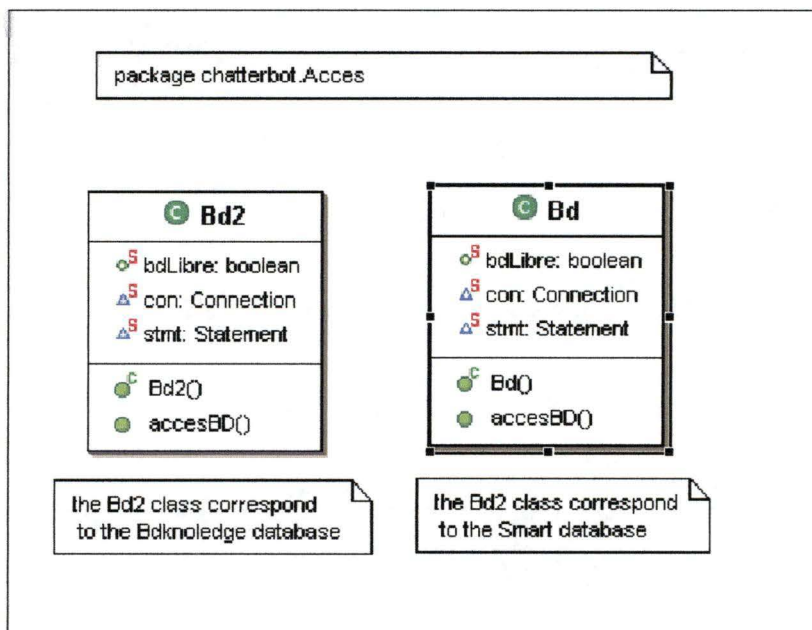 package chatterbot.Acces
C Bd2
S bdLibre: boolean
S con: Connection
S stmt: Statement
C Bd2()
accesBD()
C Bd
S bdLibre: boolean
S con: Connection
S stmt: Statement
C Bd()
accesBD()
the Bd2 class correspond
to the Bdknoledge database
the Bd2 class correspond
to the Smart database